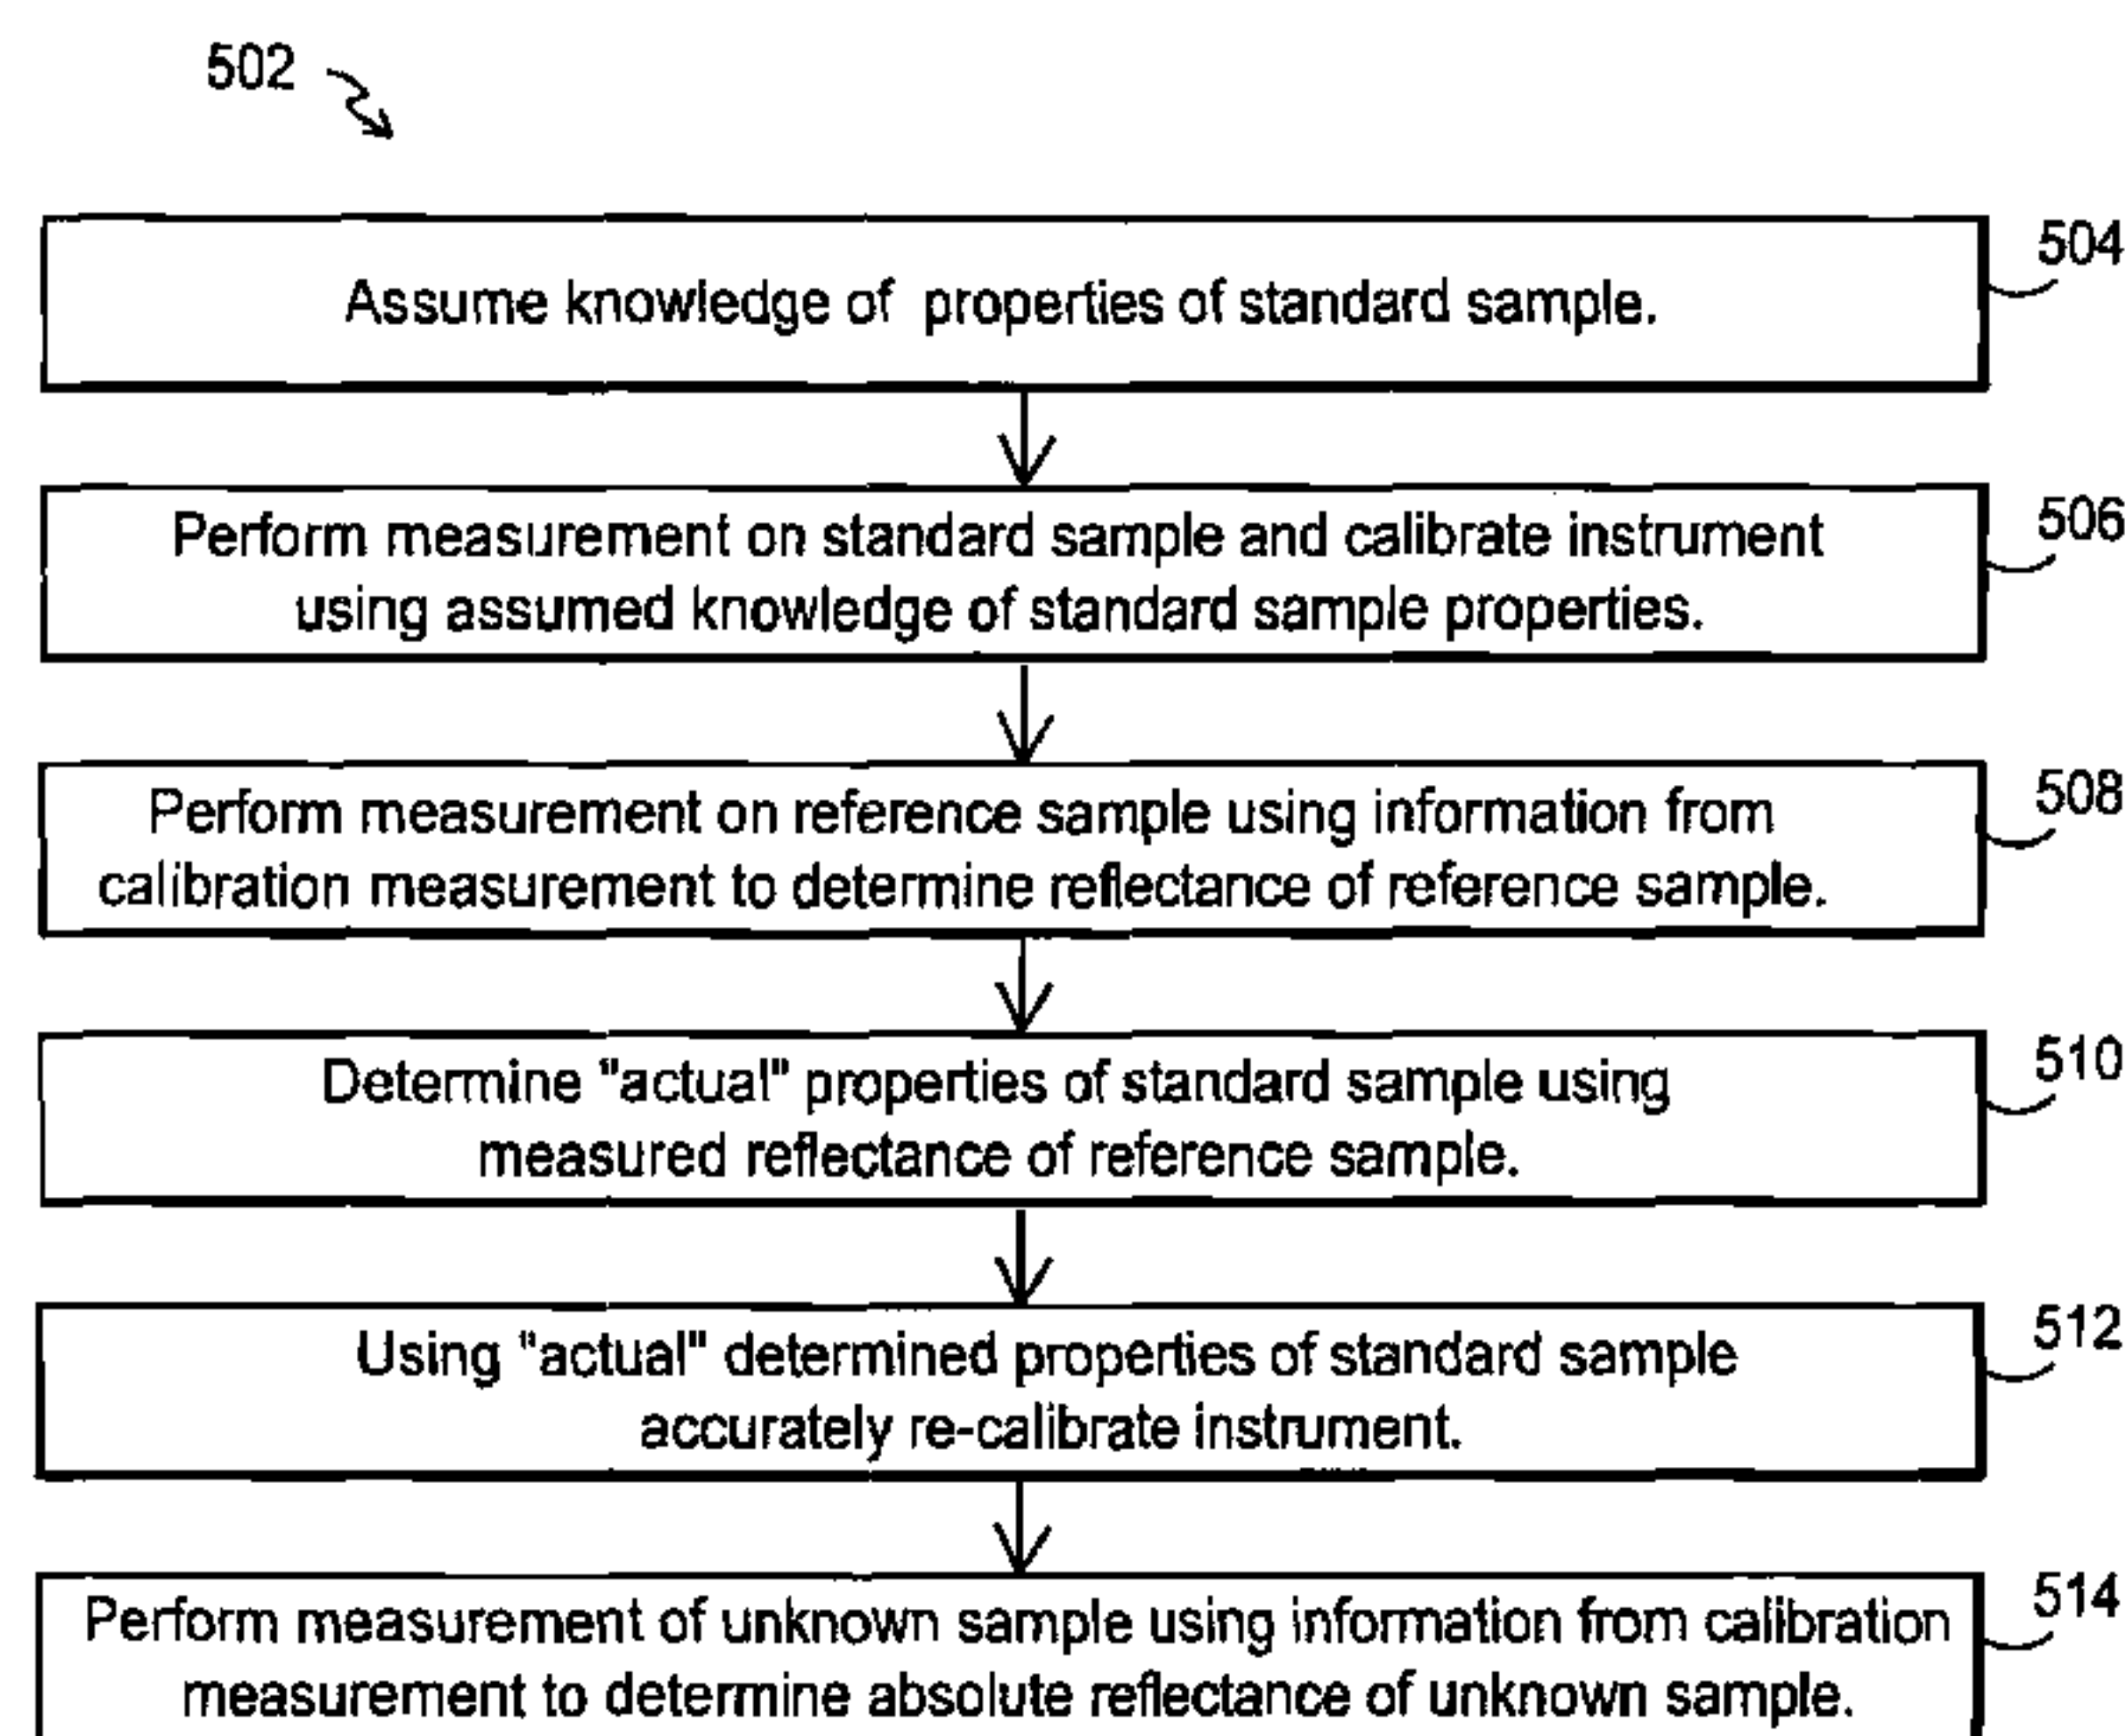 502
504
Assume knowledge of properties of standard sample.
506
Perform measurement on standard sample and calibrate instrument
using assumed knowledge of standard sample properties.
508
Perform measurement on reference sample using information from
calibration measurement to determine reflectance of reference sample.
510
Determine "actual" properties of standard sample using
measured reflectance of reference sample.
512
Using "actual" determined properties of standard sample
accurately re-calibrate instrument.
514
Perform measurement of unknown sample using information from calibration
measurement to determine absolute reflectance of unknown sample.